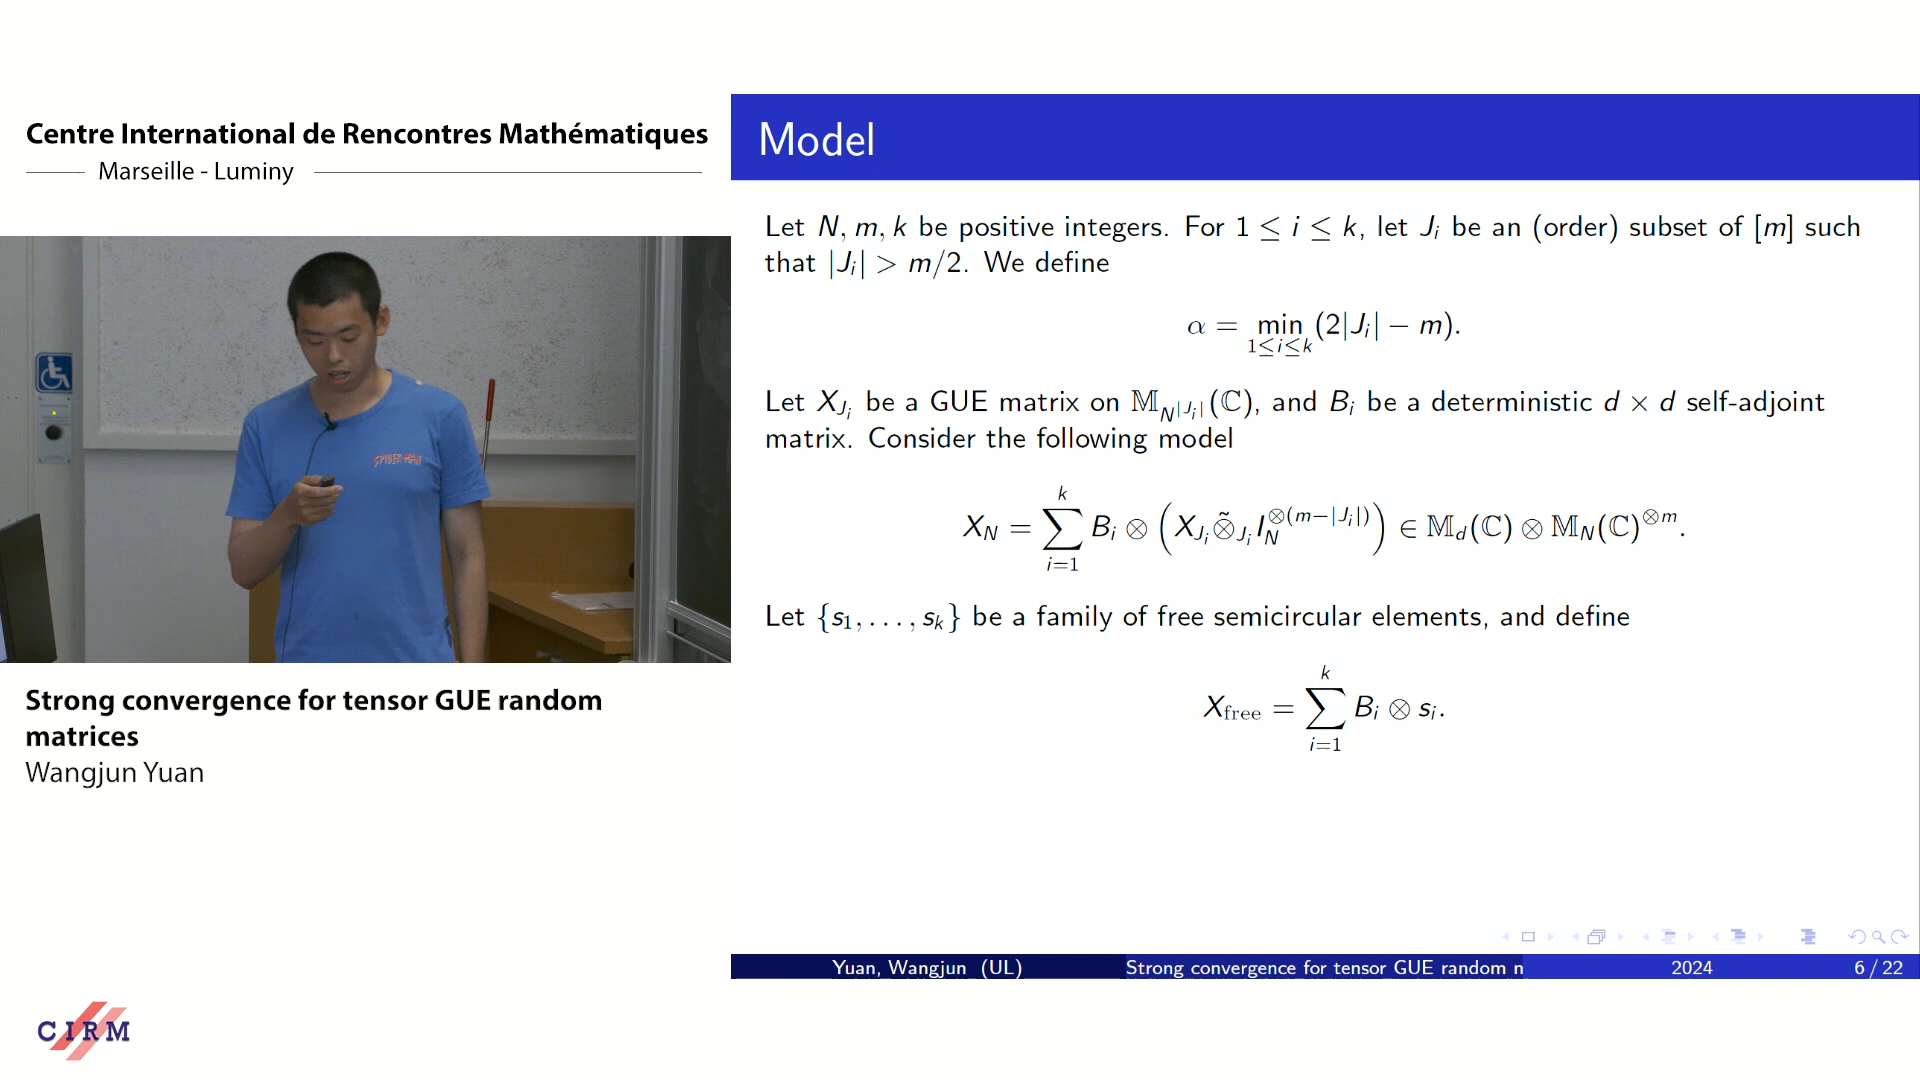 Centre International de Rencontres Mathématiques
Marseille - Luminy
SPIDER-MAN
Strong convergence for tensor GUE random
matrices
Wangjun Yuan
CIRM
Model
Let N, m, k be positive integers. For 1 ≤ i ≤ k, let J_i be an (order) subset of [m] such
that |J_i| > m/2. We define
α = min_{1≤i≤k} (2|J_i| − m).
Let X_{J_i} be a GUE matrix on 𝕄_{N^{|J_i|}}(ℂ), and B_i be a deterministic d × d self-adjoint
matrix. Consider the following model
X_N = ∑_{i=1}^{k} B_i ⊗ (X_{J_i} ⊗̃_{J_i} I_N^{⊗(m−|J_i|)}) ∈ 𝕄_d(ℂ) ⊗ 𝕄_N(ℂ)^{⊗m}.
Let {s_1, . . . , s_k} be a family of free semicircular elements, and define
X_free = ∑_{i=1}^{k} B_i ⊗ s_i.
Yuan, Wangjun (UL) Strong convergence for tensor GUE random 2024 6 / 22